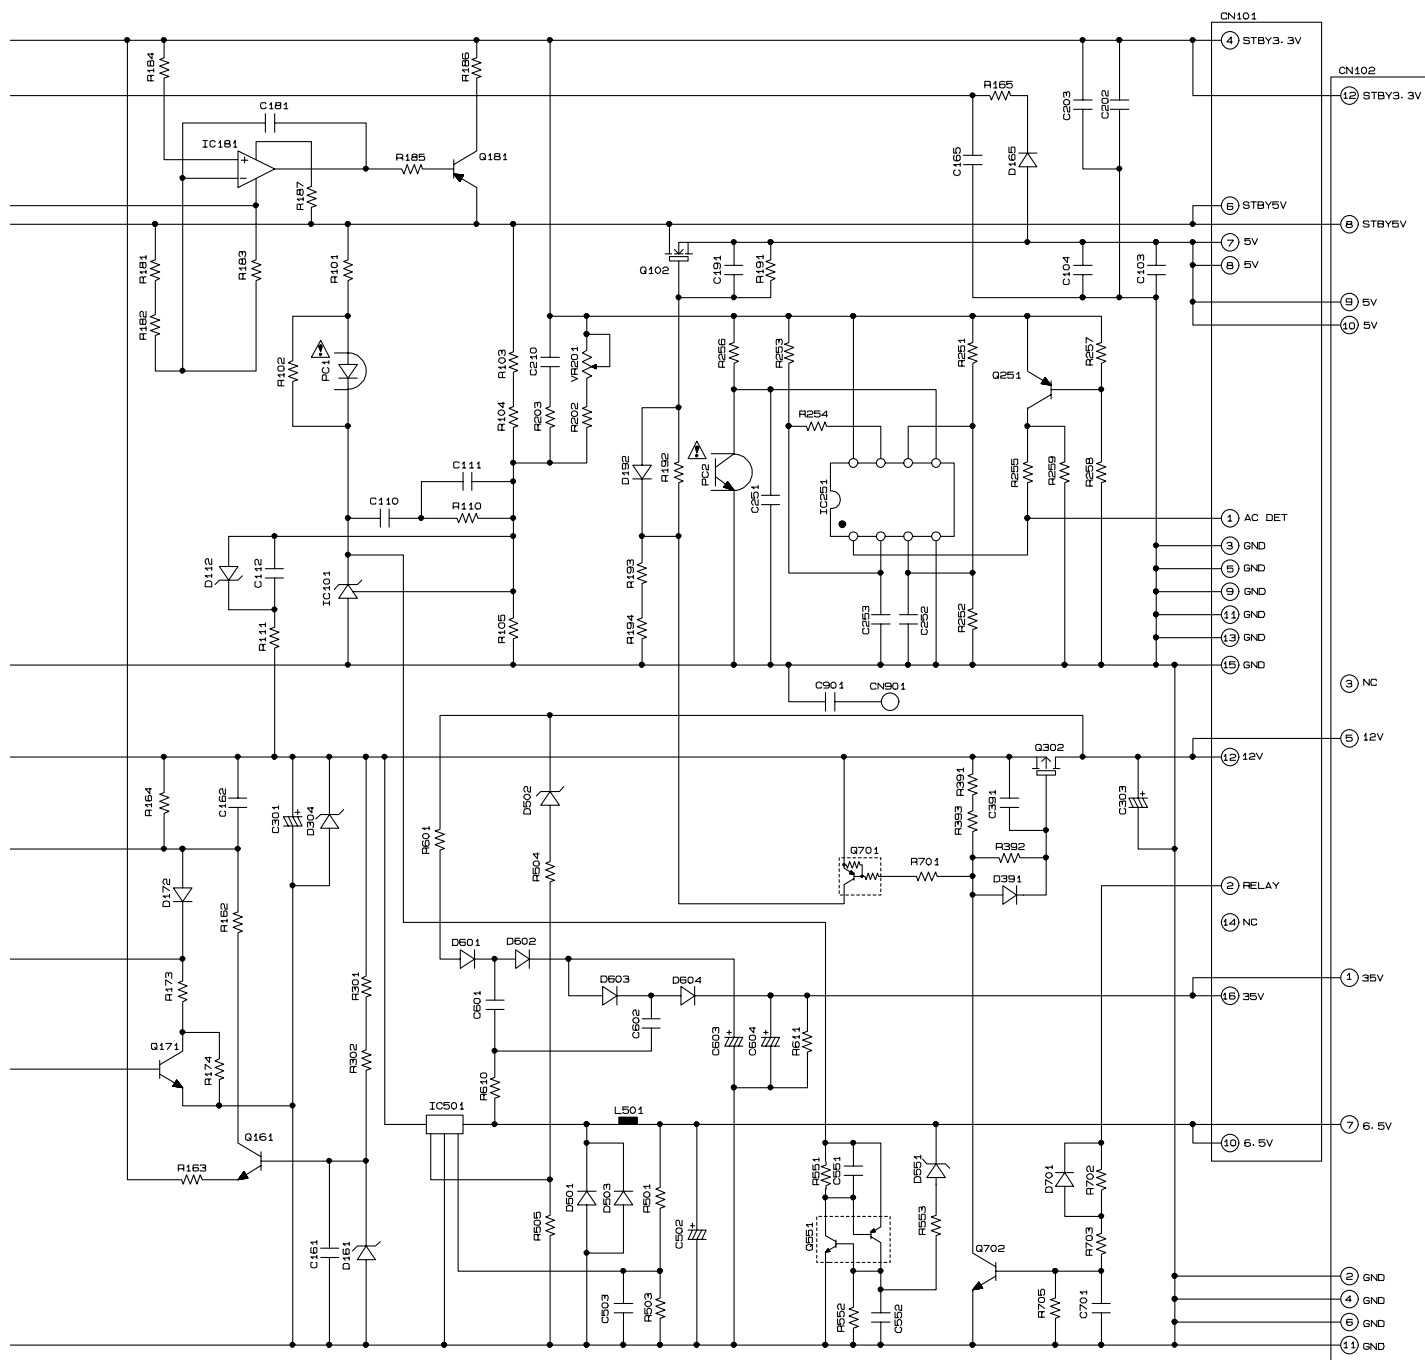 CN101
4 STBY3.3V
R184
R186
CN102
R165
12 STBY3.3V
C181
C203
C202
IC181
R185
Q181
C165
D165
R187
6 STBY5V
8 STBY5V
7 5V
R181
R183
R101
Q102
C191
R191
C104
C103
8 5V
9 5V
R182
10 5V
R102
PC1
R103
C210
VR201
R256
R253
R251
R257
Q251
R104
R203
R202
R254
C111
D192
R192
PC2
IC251
R255
R259
R258
C110
R110
C251
1 AC DET
3 GND
D112
C112
5 GND
IC101
R193
9 GND
11 GND
R111
R105
R194
C253
C252
R252
13 GND
15 GND
C901
CN901
3 NC
5 12V
Q302
12 12V
R164
C162
C301
+
D304
D502
R391
C391
C303
+
R393
R601
R504
Q701
R701
R392
D172
D391
2 RELAY
R162
14 NC
D601
D602
1 35V
R173
R301
D603
D604
16 35V
C601
C602
C603
+
C604
+
R611
Q171
R174
R302
R610
IC501
L501
7 6.5V
Q161
10 6.5V
R163
R551
C551
D551
D701
R702
D501
D503
R501
R505
C502
+
Q551
R553
R703
C161
D161
Q702
2 GND
C503
R503
R552
C552
R705
C701
4 GND
6 GND
11 GND